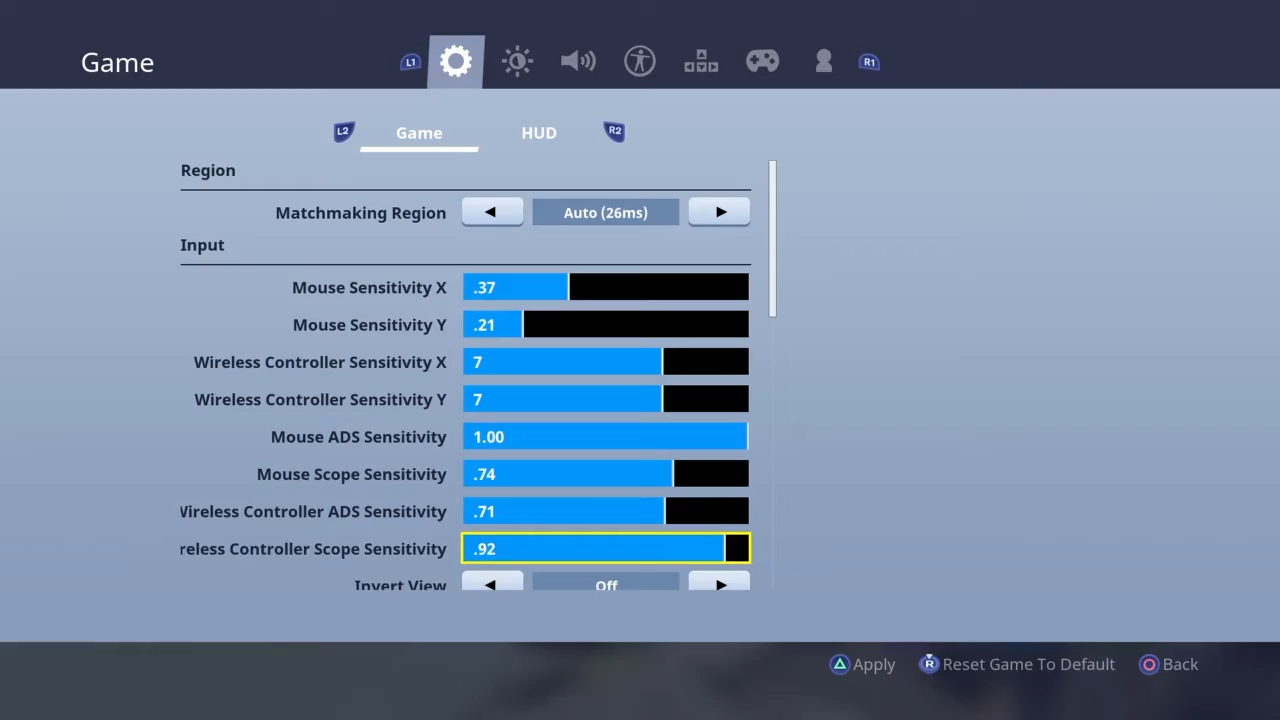 Game
L1
R1
L2
Game
HUD
R2
Region
Matchmaking Region
Auto (26ms)
Input
Mouse Sensitivity X
.37
Mouse Sensitivity Y
.21
Wireless Controller Sensitivity X
7
Wireless Controller Sensitivity Y
7
Mouse ADS Sensitivity
1.00
Mouse Scope Sensitivity
.74
Wireless Controller ADS Sensitivity
.71
reless Controller Scope Sensitivity
.92
Invert View
Off
Apply
R
Reset Game To Default
Back